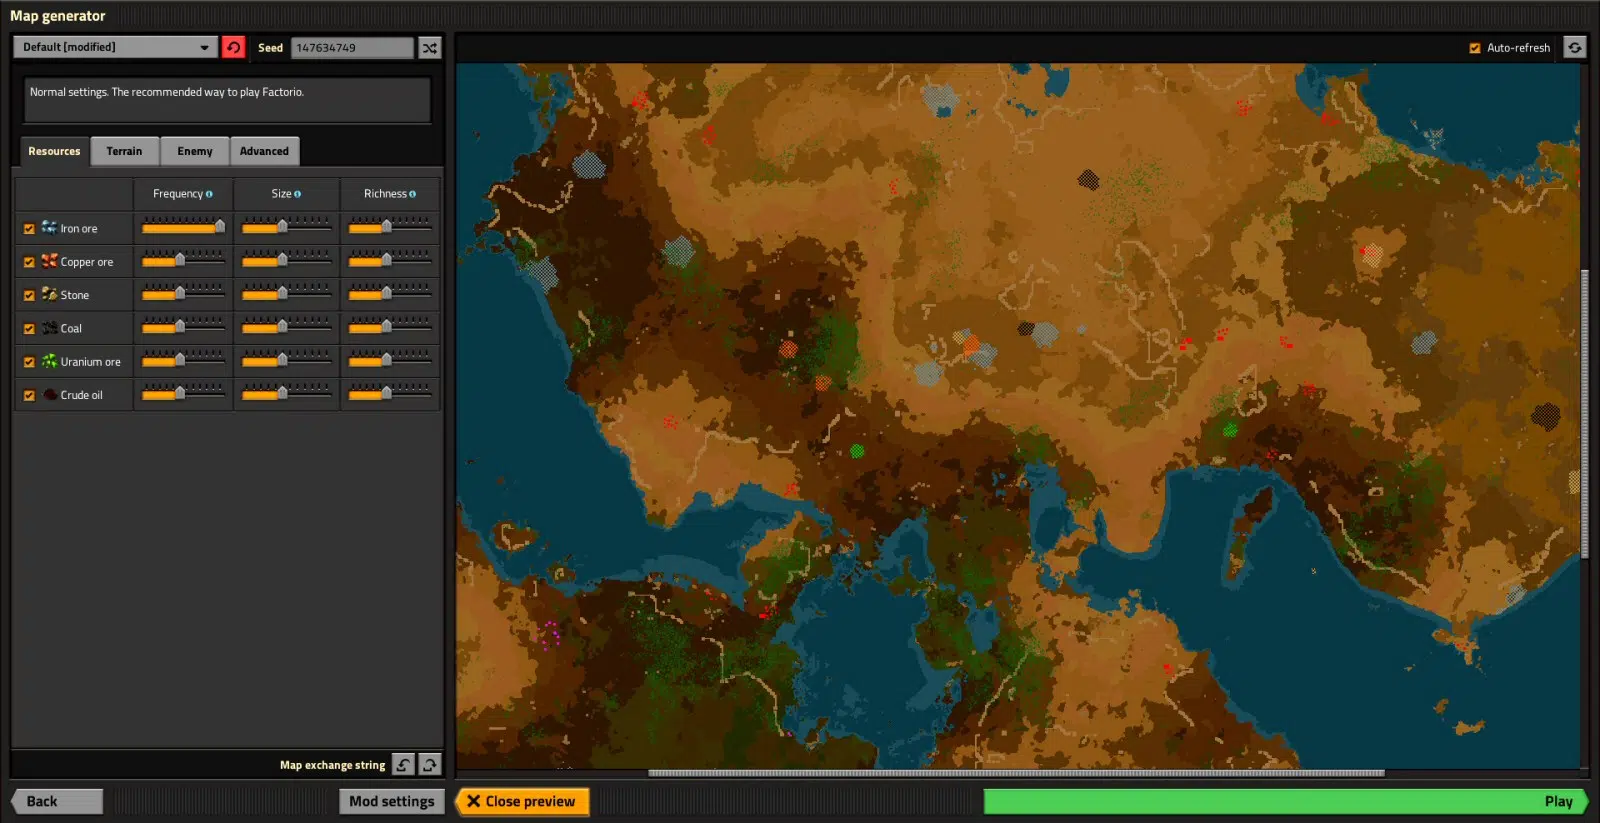 Map generator
Default [modified]
Seed
147634749
Auto-refresh
Normal settings. The recommended way to play Factorio.
Resources
Terrain
Enemy
Advanced
Frequency
Size
Richness
Iron ore
Copper ore
Stone
Coal
Uranium ore
Crude oil
Map exchange string
Back
Mod settings
Close preview
Play